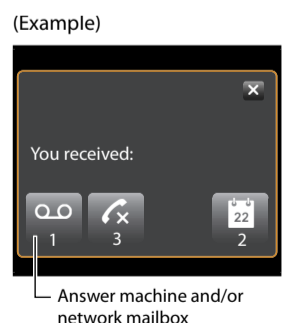 (Example)
You received:
22
1 3 2
Answer machine and/or
network mailbox